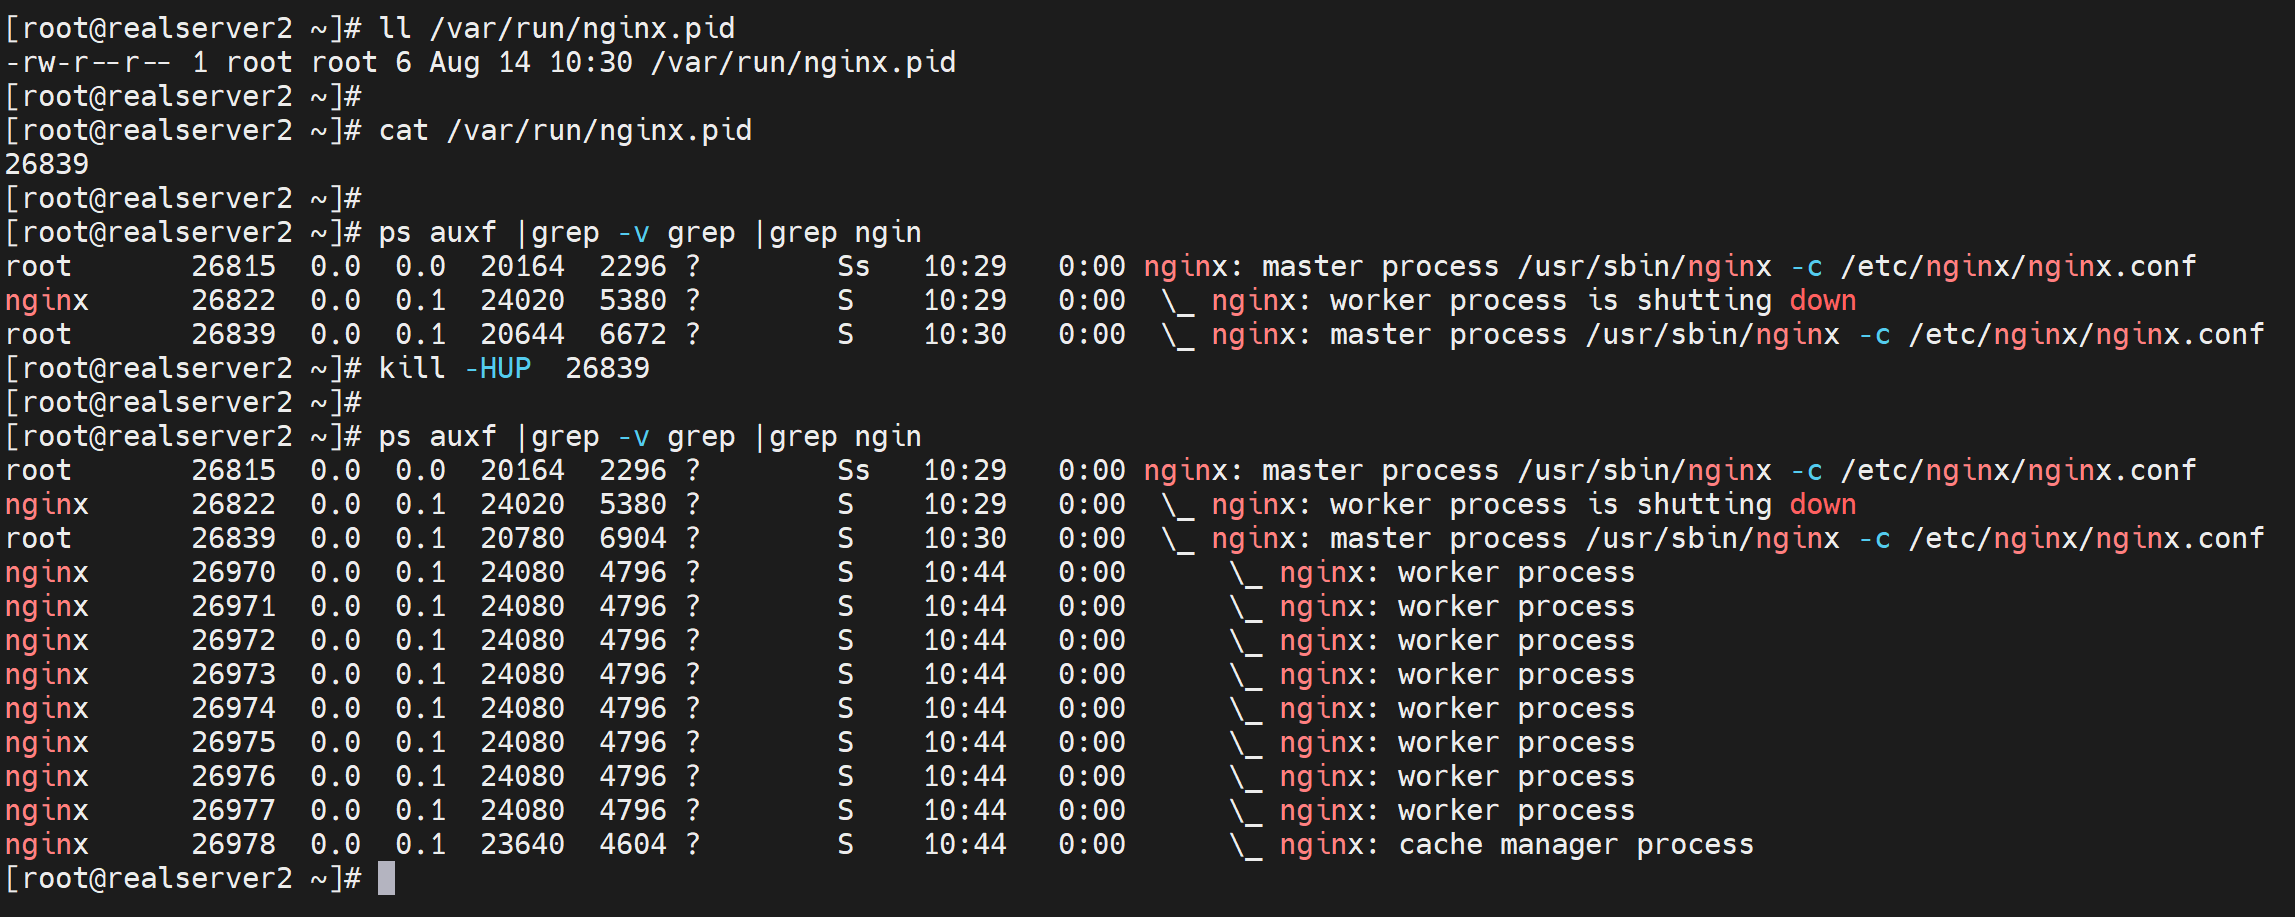 [root@realserver2 ~]# ll /var/run/nginx.pid
-rw-r--r-- 1 root root 6 Aug 14 10:30 /var/run/nginx.pid
[root@realserver2 ~]#
[root@realserver2 ~]# cat /var/run/nginx.pid
26839
[root@realserver2 ~]#
[root@realserver2 ~]# ps auxf |grep -v grep |grep ngin
root       26815  0.0  0.0  20164  2296 ?        Ss   10:29   0:00 nginx: master process /usr/sbin/nginx -c /etc/nginx/nginx.conf
nginx      26822  0.0  0.1  24020  5380 ?        S    10:29   0:00  \_ nginx: worker process is shutting down
root       26839  0.0  0.1  20644  6672 ?        S    10:30   0:00  \_ nginx: master process /usr/sbin/nginx -c /etc/nginx/nginx.conf
[root@realserver2 ~]# kill -HUP  26839
[root@realserver2 ~]#
[root@realserver2 ~]# ps auxf |grep -v grep |grep ngin
root       26815  0.0  0.0  20164  2296 ?        Ss   10:29   0:00 nginx: master process /usr/sbin/nginx -c /etc/nginx/nginx.conf
nginx      26822  0.0  0.1  24020  5380 ?        S    10:29   0:00  \_ nginx: worker process is shutting down
root       26839  0.0  0.1  20780  6904 ?        S    10:30   0:00  \_ nginx: master process /usr/sbin/nginx -c /etc/nginx/nginx.conf
nginx      26970  0.0  0.1  24080  4796 ?        S    10:44   0:00      \_ nginx: worker process
nginx      26971  0.0  0.1  24080  4796 ?        S    10:44   0:00      \_ nginx: worker process
nginx      26972  0.0  0.1  24080  4796 ?        S    10:44   0:00      \_ nginx: worker process
nginx      26973  0.0  0.1  24080  4796 ?        S    10:44   0:00      \_ nginx: worker process
nginx      26974  0.0  0.1  24080  4796 ?        S    10:44   0:00      \_ nginx: worker process
nginx      26975  0.0  0.1  24080  4796 ?        S    10:44   0:00      \_ nginx: worker process
nginx      26976  0.0  0.1  24080  4796 ?        S    10:44   0:00      \_ nginx: worker process
nginx      26977  0.0  0.1  24080  4796 ?        S    10:44   0:00      \_ nginx: worker process
nginx      26978  0.0  0.1  23640  4604 ?        S    10:44   0:00      \_ nginx: cache manager process
[root@realserver2 ~]#